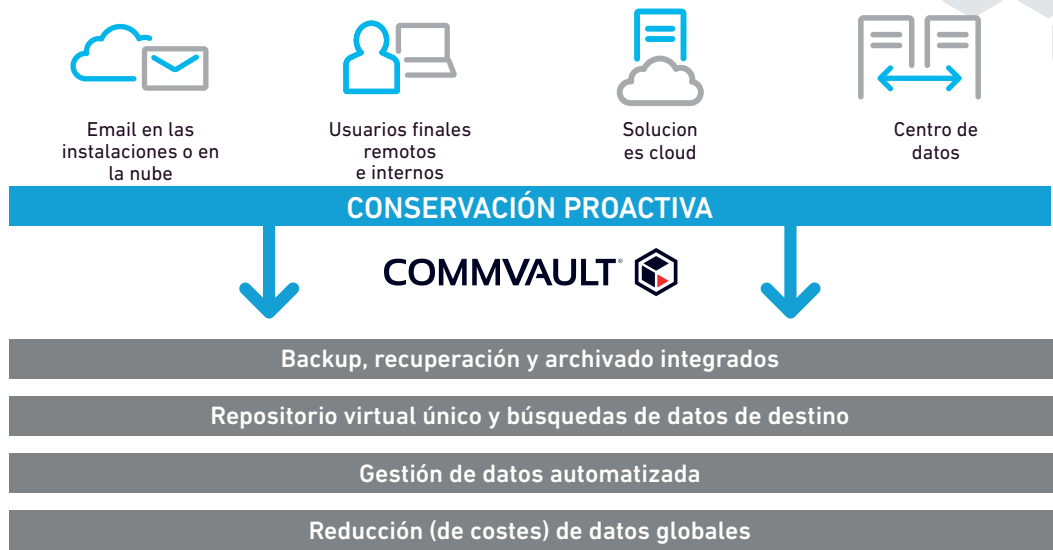 Email en las
instalaciones o en
la nube
Usuarios finales
remotos
e internos
Solucion
es cloud
Centro de
datos
CONSERVACIÓN PROACTIVA
COMMVAULT®
Backup, recuperación y archivado integrados
Repositorio virtual único y búsquedas de datos de destino
Gestión de datos automatizada
Reducción (de costes) de datos globales